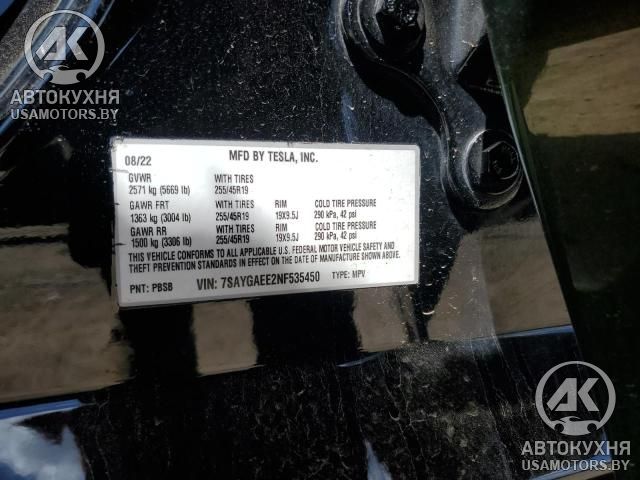 АК
АВТОКУХНЯ
USAMOTORS.BY
08/22 MFD BY TESLA, INC.
GVWR WITH TIRES
2571 kg (5669 lb) 255/45R19
GAWR FRT WITH TIRES RIM COLD TIRE PRESSURE
1363 kg (3004 lb) 255/45R19 19X9.5J 290 kPa, 42 psi
GAWR RR WITH TIRES RIM COLD TIRE PRESSURE
1500 kg (3306 lb) 255/45R19 19X9.5J 290 kPa, 42 psi
THIS VEHICLE CONFORMS TO ALL APPLICABLE U.S. FEDERAL MOTOR VEHICLE SAFETY AND
THEFT PREVENTION STANDARDS IN EFFECT ON THE DATE OF MANUFACTURE SHOWN ABOVE.
PNT: PBSB VIN: 7SAYGAEE2NF535450 TYPE: MPV
АК
АВТОКУХНЯ
USAMOTORS.BY